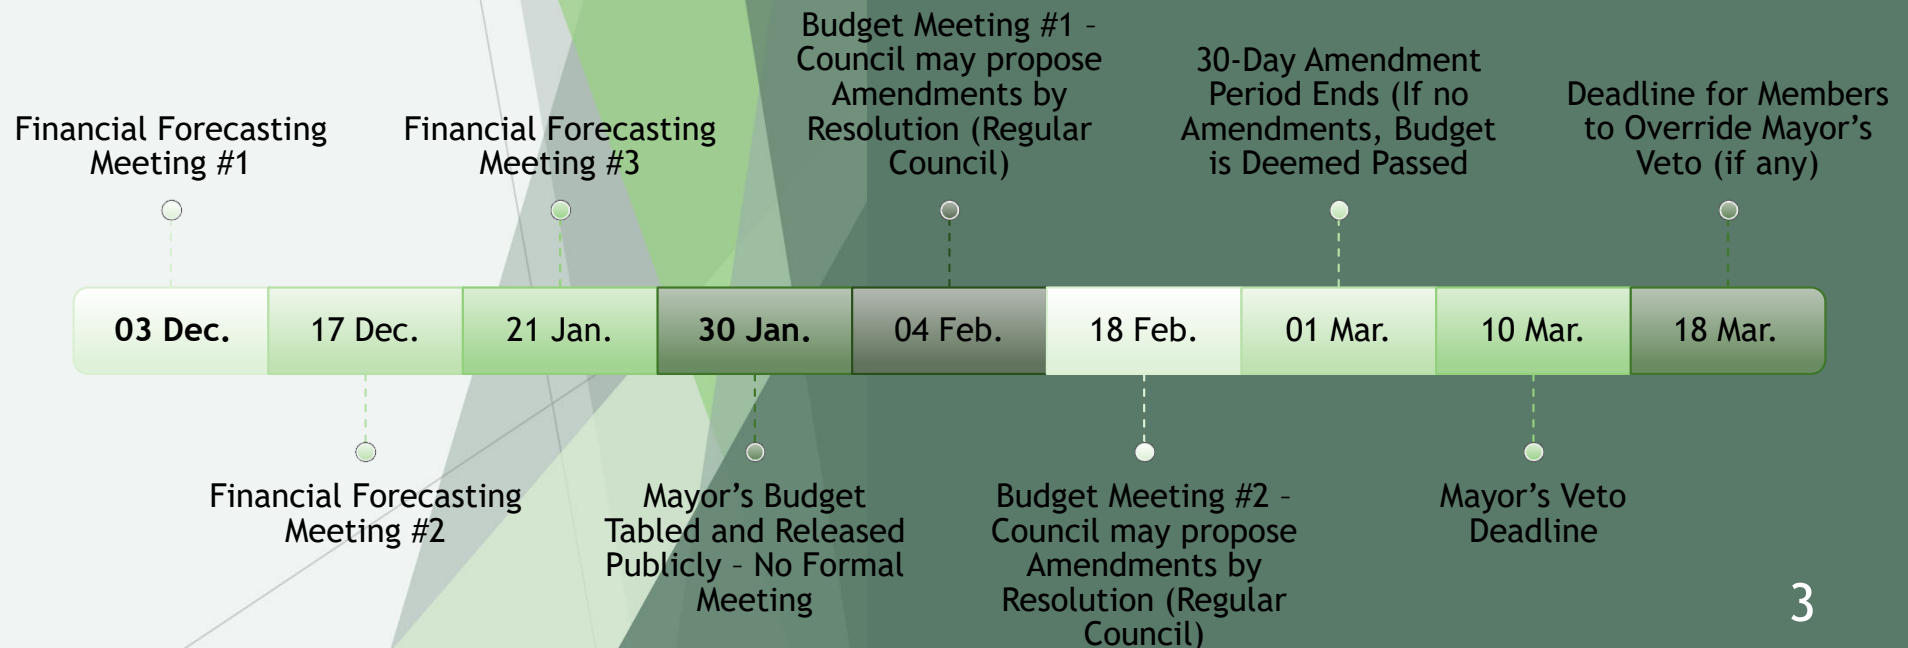 Financial Forecasting
Meeting #1
Financial Forecasting
Meeting #3
Budget Meeting #1 –
Council may propose
Amendments by
Resolution (Regular
Council)
30-Day Amendment
Period Ends (If no
Amendments, Budget
is Deemed Passed
Deadline for Members
to Override Mayor’s
Veto (if any)
03 Dec.
17 Dec.
21 Jan.
30 Jan.
04 Feb.
18 Feb.
01 Mar.
10 Mar.
18 Mar.
Financial Forecasting
Meeting #2
Mayor’s Budget
Tabled and Released
Publicly – No Formal
Meeting
Budget Meeting #2 –
Council may propose
Amendments by
Resolution (Regular
Council)
Mayor’s Veto
Deadline
3